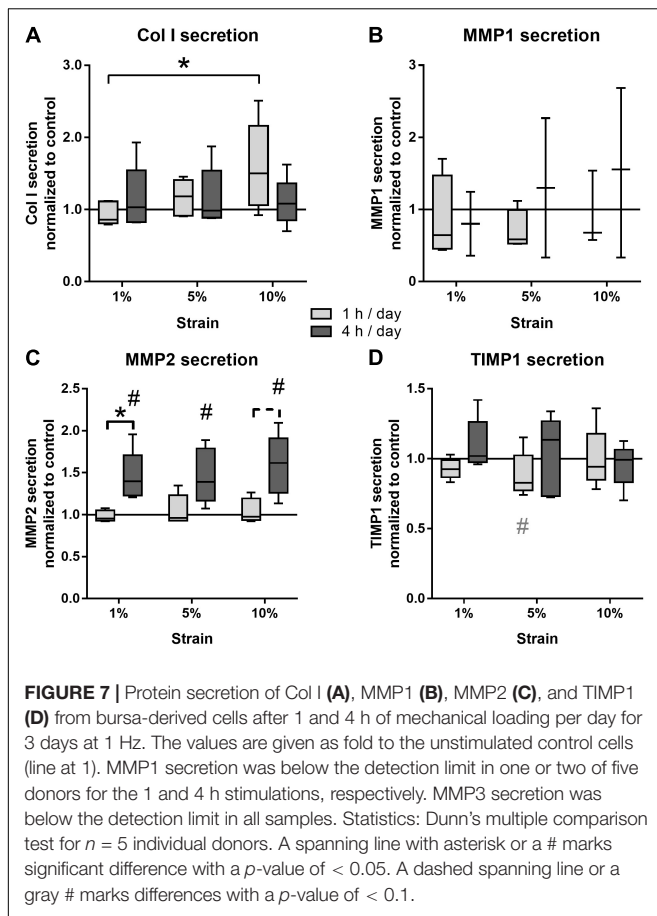 A
Col I secretion
*
Col I secretion
normalized to control
3.0
2.0
1.0
0.0
1%
5%
10%
Strain
B
MMP1 secretion
MMP1 secretion
normalized to control
3.0
2.0
1.0
0.0
1%
5%
10%
Strain
1 h / day
4 h / day
C
MMP2 secretion
MMP2 secretion
normalized to control
2.5
2.0
1.5
1.0
0.5
0.0
*
#
#
#
1%
5%
10%
Strain
D
TIMP1 secretion
TIMP1 secretion
normalized to control
1.5
1.0
0.5
0.0
#
1%
5%
10%
Strain
FIGURE 7 | Protein secretion of Col I (A), MMP1 (B), MMP2 (C), and TIMP1
(D) from bursa-derived cells after 1 and 4 h of mechanical loading per day for
3 days at 1 Hz. The values are given as fold to the unstimulated control cells
(line at 1). MMP1 secretion was below the detection limit in one or two of five
donors for the 1 and 4 h stimulations, respectively. MMP3 secretion was
below the detection limit in all samples. Statistics: Dunn's multiple comparison
test for n = 5 individual donors. A spanning line with asterisk or a # marks
significant difference with a p-value of < 0.05. A dashed spanning line or a
gray # marks differences with a p-value of < 0.1.